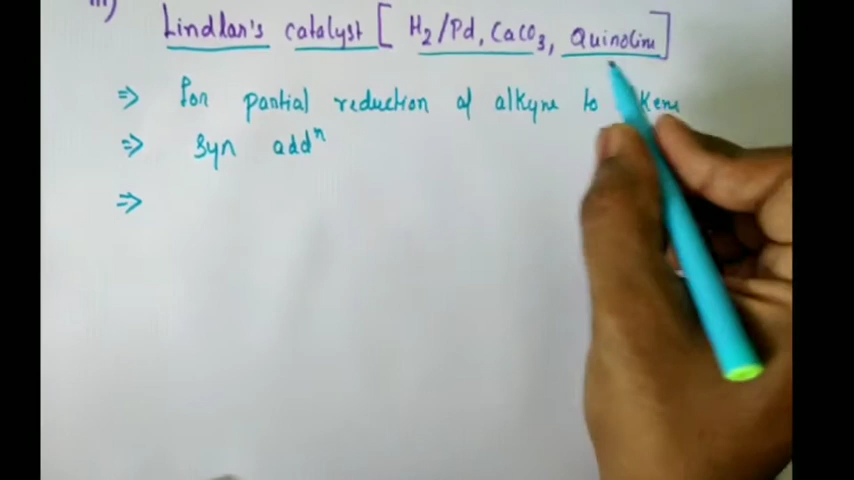 III) Lindlar's catalyst [ H₂/Pd, CaCO₃, Quinoline ]
⇒ for partial reduction of alkyne to
⇒ Syn addⁿ
⇒